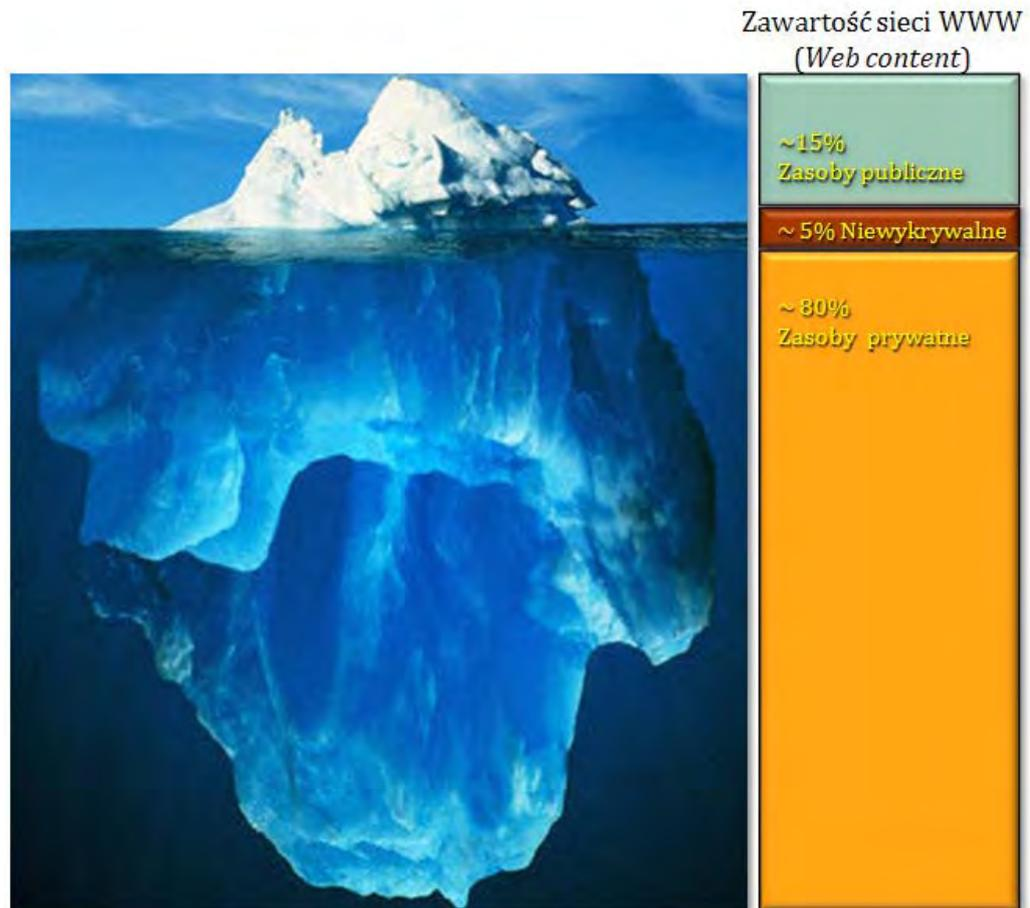 Zawartość sieci WWW
(Web content)
~15%
Zasoby publiczne
~ 5% Niewykrywalne
~ 80%
Zasoby prywatne